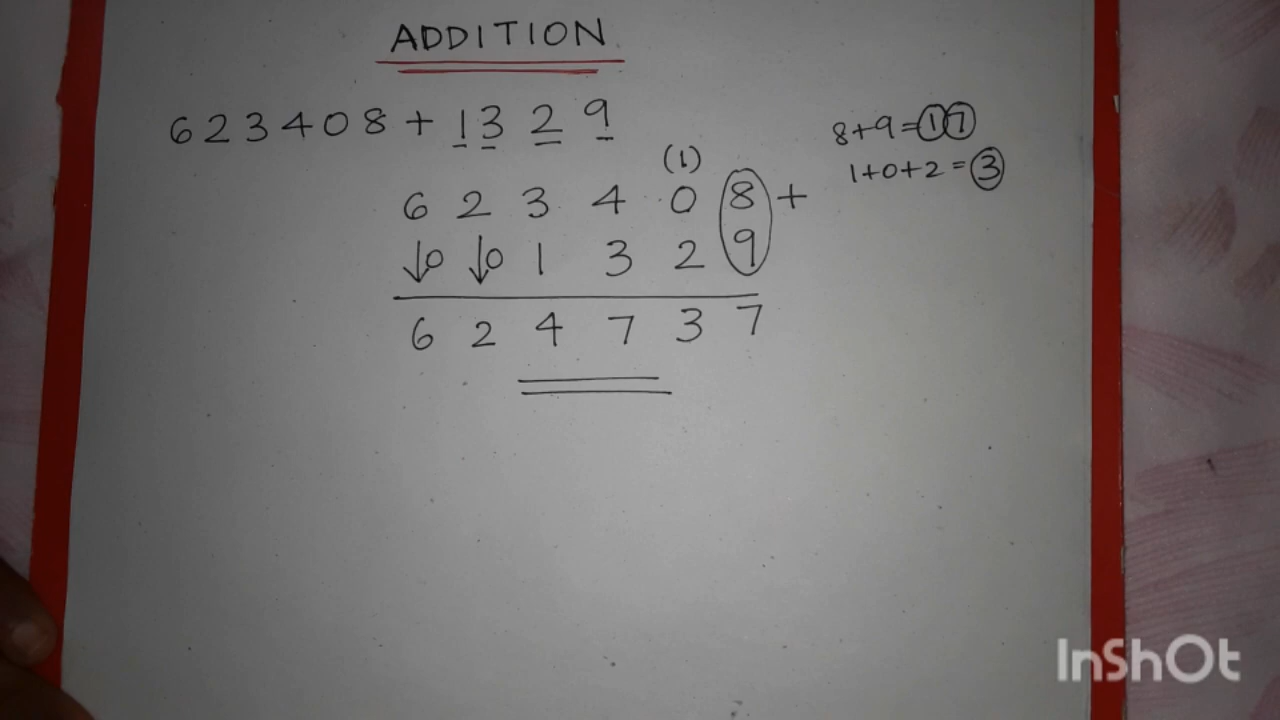 ADDITION
623408 + 1329
8+9=17
(1)
1+0+2=3
6 2 3 4 0 8 +
↓0 ↓0 1 3 2 9
6 2 4 7 3 7
InShOt